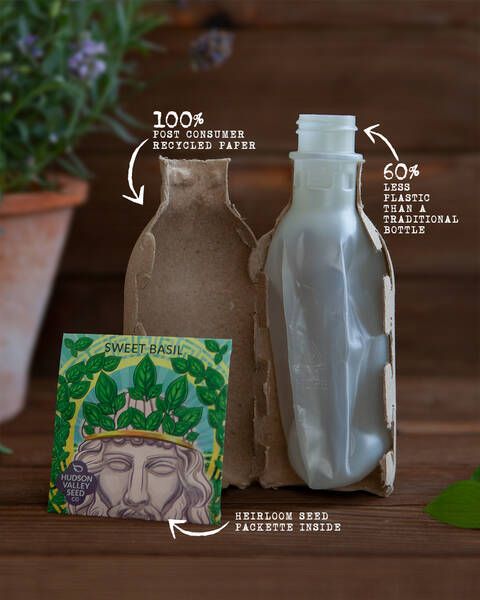 100%
POST CONSUMER
RECYCLED PAPER
60%
LESS
PLASTIC
THAN A
TRADITIONAL
BOTTLE
SWEET BASIL
HUDSON
VALLEY
SEED
CO
HEIRLOOM SEED
PACKETTE INSIDE